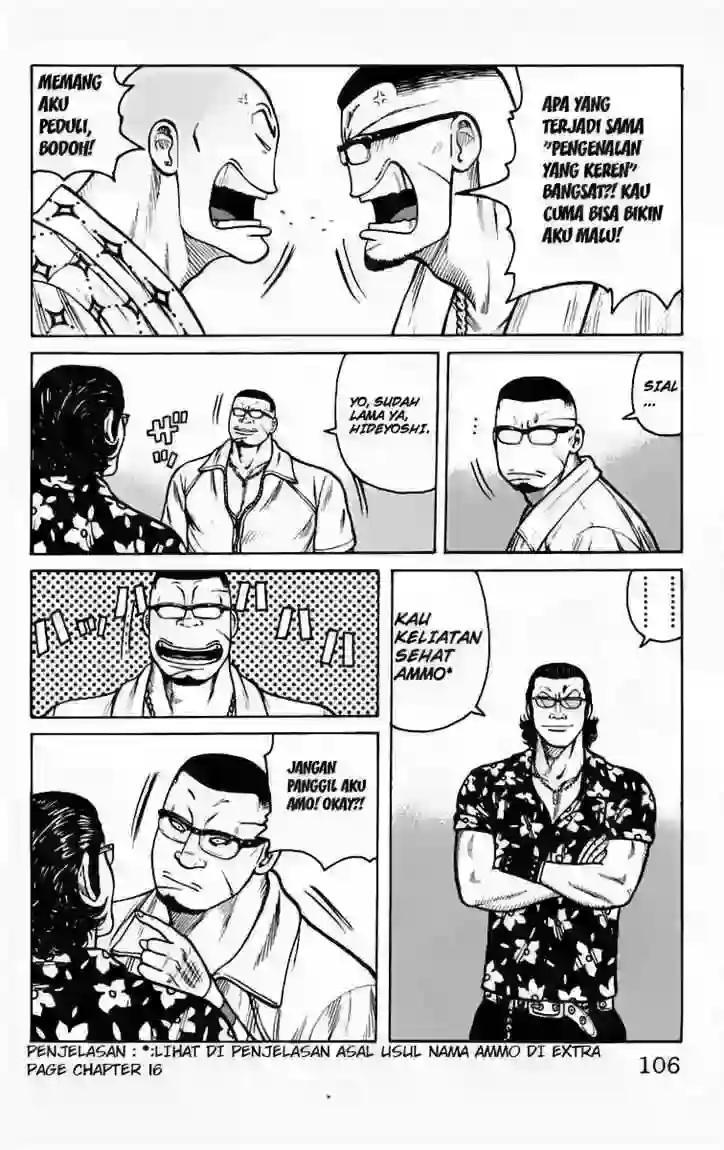 APA YANG
TERJADI SAMA
"PENGENALAN
YANG KEREN"
BANGSAT?! KAU
CUMA BISA BIKIN
AKU MALU!
MEMANG
AKU
PEDULI,
BODOH!
SIAL
...
...
YO, SUDAH
LAMA YA,
HIDEYOSHI.
ザ"
........
KAU
KELIATAN
SEHAT
AMMO*
JANGAN
PANGGIL AKU
AMO! OKAY?!
PENJELASAN : *:LIHAT DI PENJELASAN ASAL USUL NAMA AMMO DI EXTRA
PAGE CHAPTER 16
106